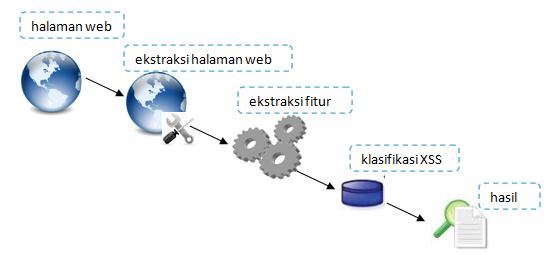 halaman web
ekstraksi halaman web
ekstraksi fitur
klasifikasi XSS
hasil